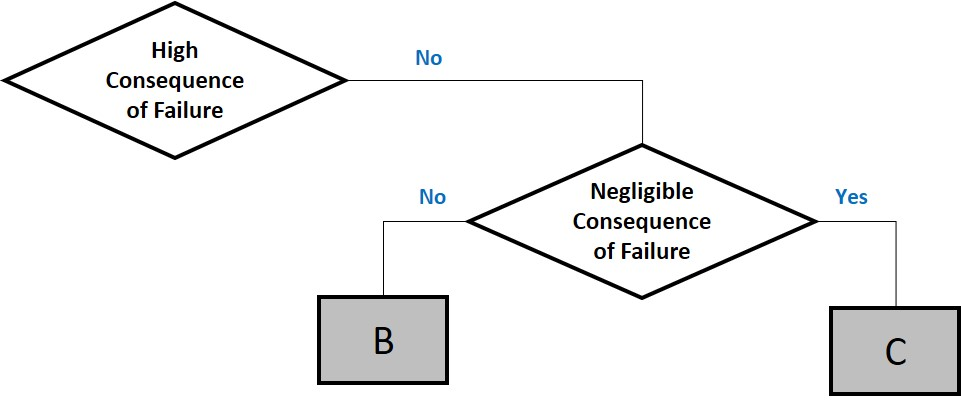 High
Consequence
of Failure
No
Negligible
Consequence
of Failure
No
Yes
B
C